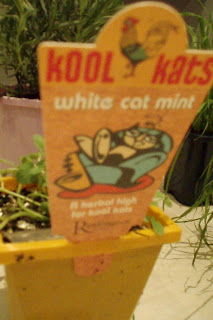 KOOL KATS
white cat mint
A herbal high
for kool kats